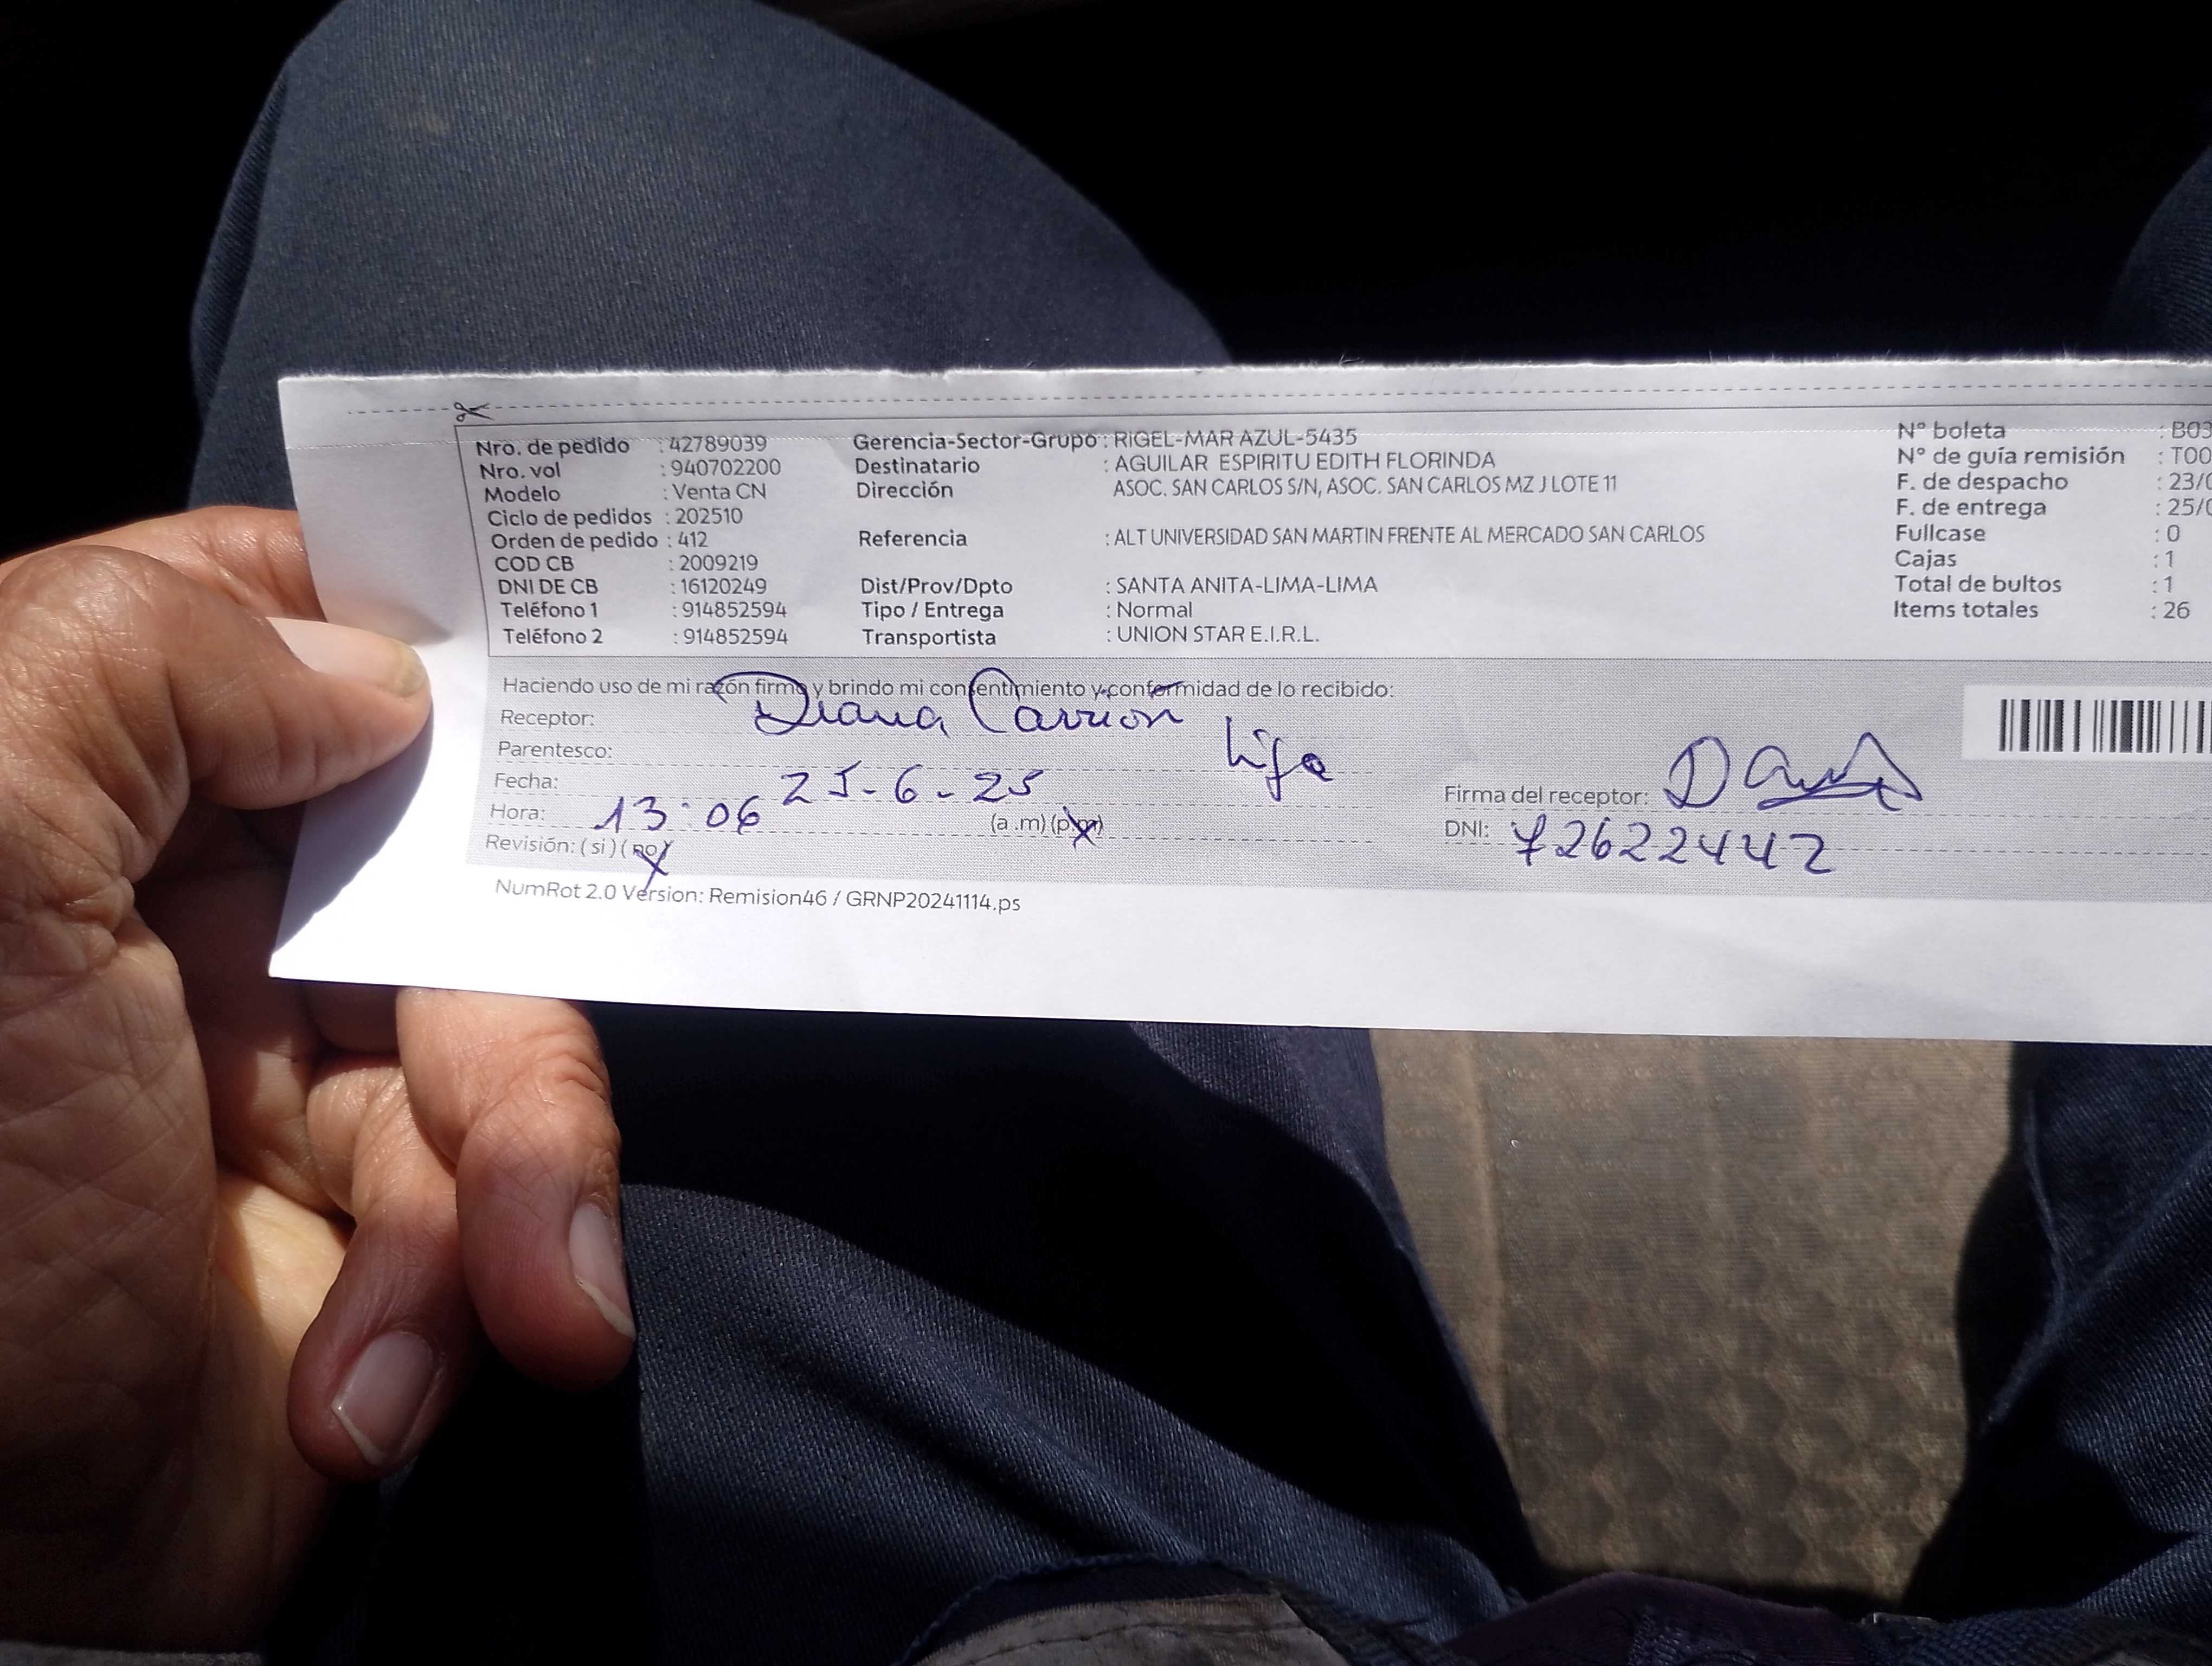 Nro. de pedido : 42789039 Gerencia-Sector-Grupo : RIGEL-MAR AZUL-5435 N° boleta : B03
Nro. vol : 940702200 Destinatario : AGUILAR ESPIRITU EDITH FLORINDA N° de guía remisión : T00
Modelo : Venta CN Dirección ASOC. SAN CARLOS S/N, ASOC. SAN CARLOS MZ J LOTE 11 F. de despacho : 23/0
Ciclo de pedidos : 202510 F. de entrega : 25/0
Orden de pedido : 412 Referencia : ALT UNIVERSIDAD SAN MARTIN FRENTE AL MERCADO SAN CARLOS Fullcase : 0
COD CB : 2009219 Cajas : 1
DNI DE CB : 16120249 Dist/Prov/Dpto : SANTA ANITA-LIMA-LIMA Total de bultos : 1
Teléfono 1 : 914852594 Tipo / Entrega : Normal Items totales : 26
Teléfono 2 : 914852594 Transportista : UNION STAR E.I.R.L.
Haciendo uso de mi razón firmo y brindo mi consentimiento y conformidad de lo recibido:
Receptor: Diana Carrion
Parentesco: hija
Fecha: 25-6-25 Firma del receptor:
Hora: 13:06 (a .m) (p.m) DNI: 72622442
Revisión: ( si ) ( no )
NumRot 2.0 Version: Remision46 / GRNP20241114.ps